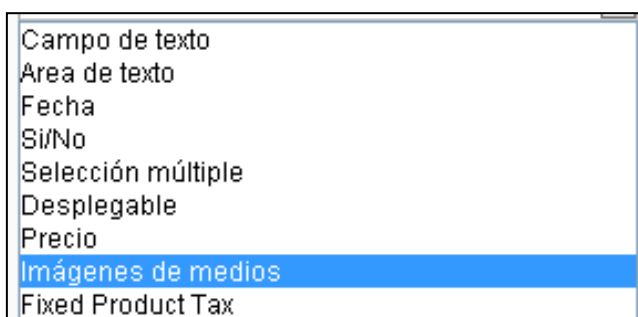 Campo de texto
Area de texto
Fecha
Si/No
Selección múltiple
Desplegable
Precio
Imágenes de medios
Fixed Product Tax